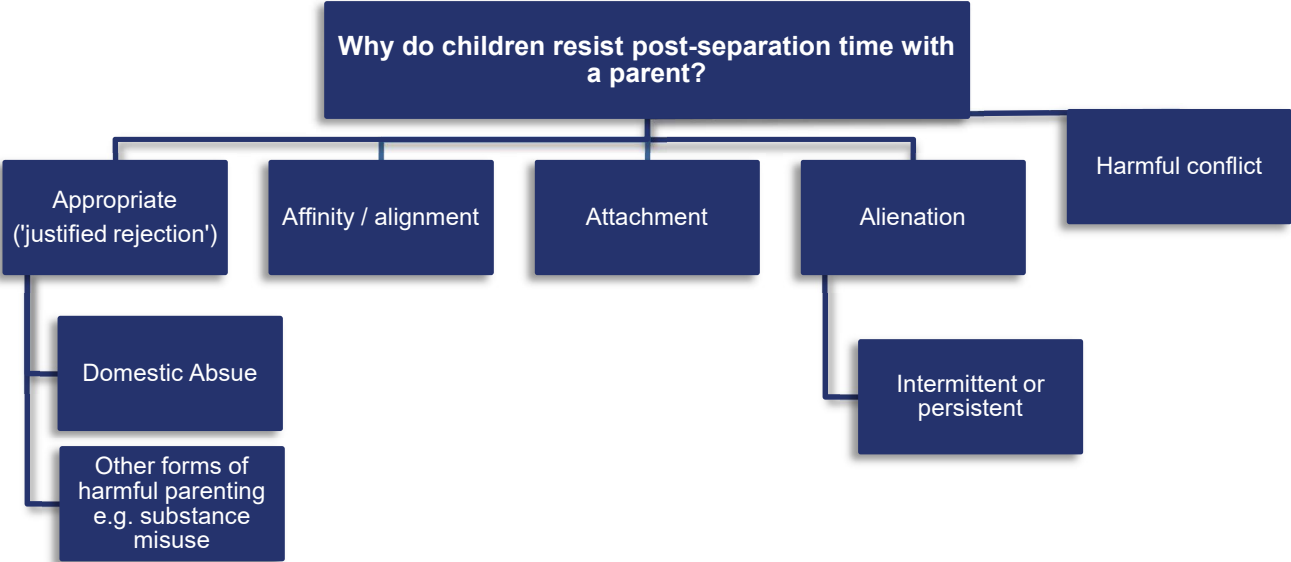 Why do children resist post-separation time with
a parent?
Harmful conflict
Appropriate
('justified rejection')
Affinity / alignment
Attachment
Alienation
Domestic Absue
Intermittent or
persistent
Other forms of
harmful parenting
e.g. substance
misuse